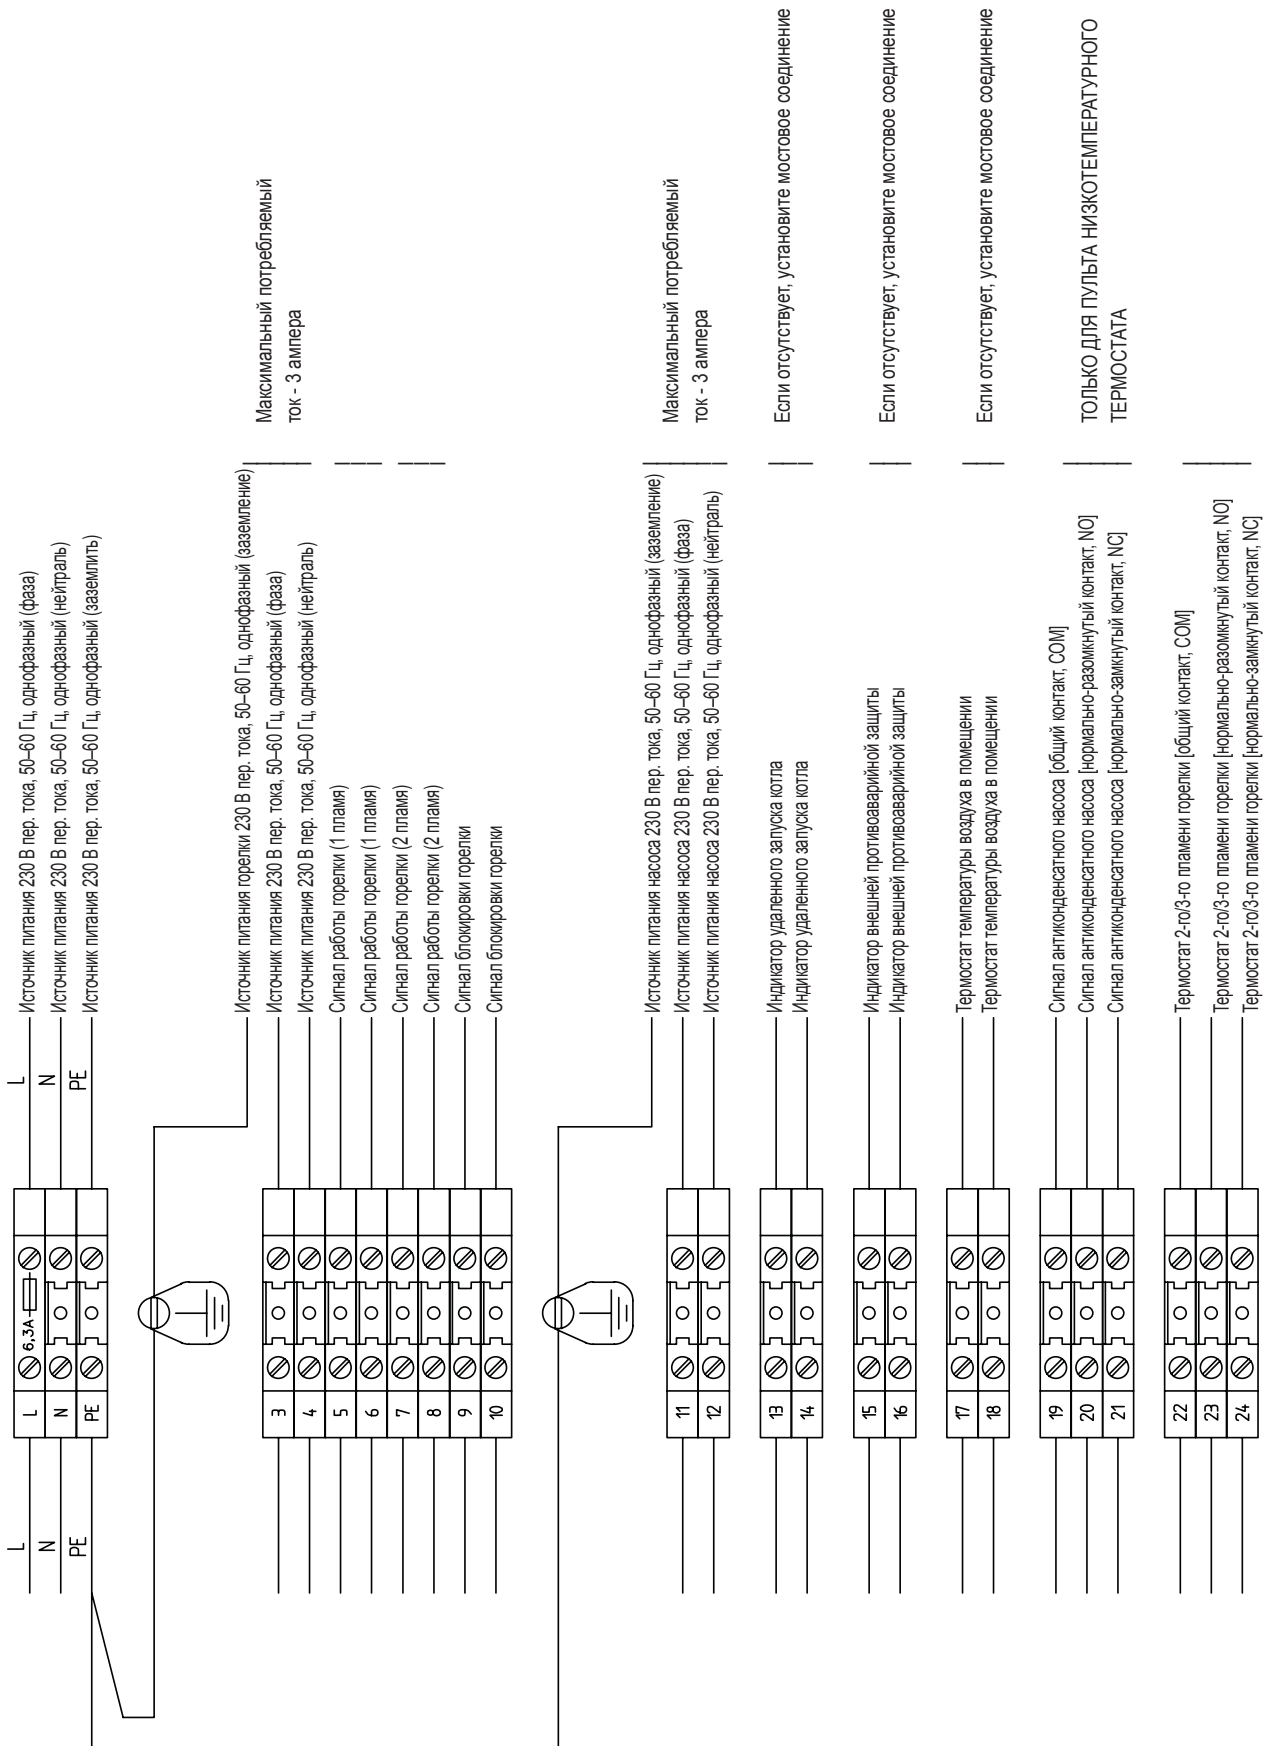 L
N
PE
L
6,3A
L
Источник питания 230 В пер. тока, 50–60 Гц, однофазный (фаза)
N
N
Источник питания 230 В пер. тока, 50–60 Гц, однофазный (нейтраль)
PE
PE
Источник питания 230 В пер. тока, 50–60 Гц, однофазный (заземлить)
Источник питания горелки 230 В пер. тока, 50–60 Гц, однофазный (заземление)
3
Источник питания 230 В пер. тока, 50–60 Гц, однофазный (фаза)
4
Источник питания 230 В пер. тока, 50–60 Гц, однофазный (нейтраль)
Максимальный потребляемый
ток - 3 ампера
5
Сигнал работы горелки (1 пламя)
6
Сигнал работы горелки (1 пламя)
7
Сигнал работы горелки (2 пламя)
8
Сигнал работы горелки (2 пламя)
9
Сигнал блокировки горелки
10
Сигнал блокировки горелки
Источник питания насоса 230 В пер. тока, 50–60 Гц, однофазный (заземление)
11
Источник питания насоса 230 В пер. тока, 50–60 Гц, однофазный (фаза)
12
Источник питания насоса 230 В пер. тока, 50–60 Гц, однофазный (нейтраль)
Максимальный потребляемый
ток - 3 ампера
13
Индикатор удаленного запуска котла
14
Индикатор удаленного запуска котла
Если отсутствует, установите мостовое соединение
15
Индикатор внешней противоаварийной защиты
16
Индикатор внешней противоаварийной защиты
Если отсутствует, установите мостовое соединение
17
Термостат температуры воздуха в помещении
18
Термостат температуры воздуха в помещении
Если отсутствует, установите мостовое соединение
19
Сигнал антиконденсатного насоса [общий контакт, COM]
20
Сигнал антиконденсатного насоса [нормально-разомкнутый контакт, NO]
21
Сигнал антиконденсатного насоса [нормально-замкнутый контакт, NC]
ТОЛЬКО ДЛЯ ПУЛЬТА НИЗКОТЕМПЕРАТУРНОГО
ТЕРМОСТАТА
22
Термостат 2-го/3-го пламени горелки [общий контакт, COM]
23
Термостат 2-го/3-го пламени горелки [нормально-разомкнутый контакт, NO]
24
Термостат 2-го/3-го пламени горелки [нормально-замкнутый контакт, NC]